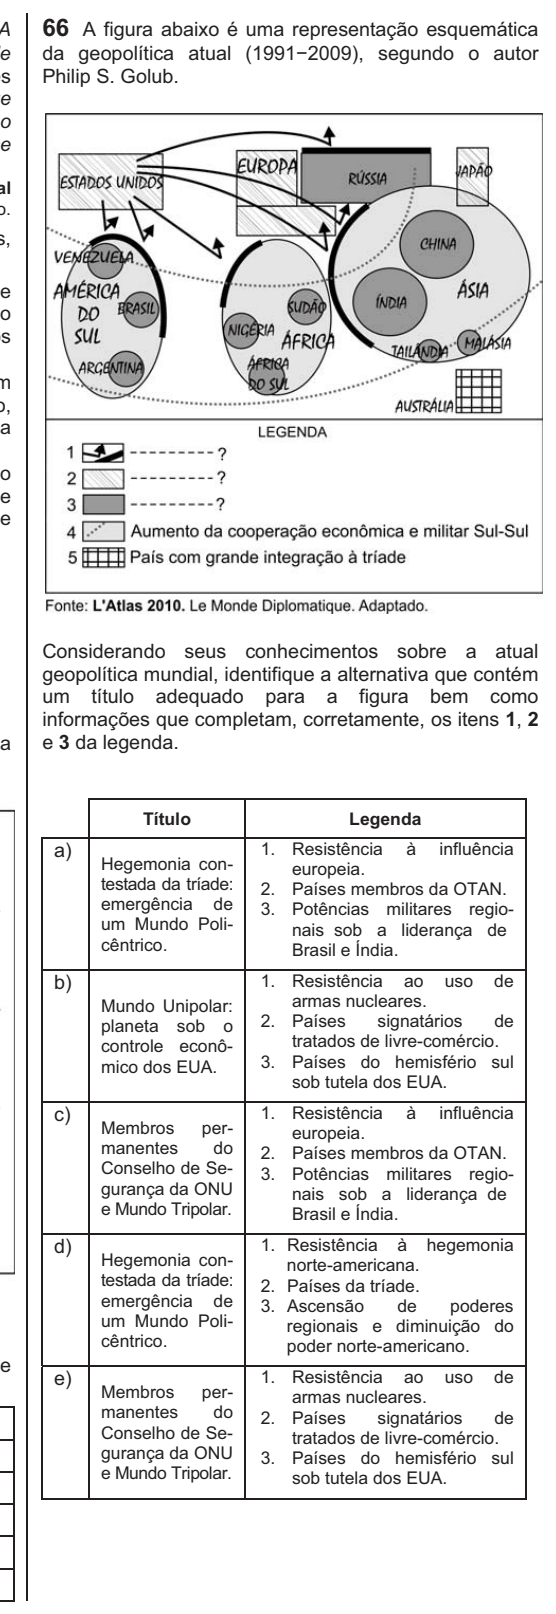 A
de
s
e
o
e
al
o.
s,
e
o
s
m
o,
a
o
e
e
a
e
66 A figura abaixo é uma representação esquemática
da geopolítica atual (1991−2009), segundo o autor
Philip S. Golub.
ESTADOS UNIDOS
EUROPA
RÚSSIA
JAPÃO
VENEZUELA
AMÉRICA
DO
SUL
BRASIL
ARGENTINA
NIGÉRIA
SUDÃO
ÁFRICA
ÁFRICA
DO SUL
CHINA
ÍNDIA
ÁSIA
TAILÂNDIA
MALÁSIA
AUSTRÁLIA
LEGENDA
1 ---------?
2 ---------?
3 ---------?
4 Aumento da cooperação econômica e militar Sul-Sul
5 País com grande integração à tríade
Fonte: L'Atlas 2010. Le Monde Diplomatique. Adaptado.
Considerando seus conhecimentos sobre a atual
geopolítica mundial, identifique a alternativa que contém
um título adequado para a figura bem como
informações que completam, corretamente, os itens 1, 2
e 3 da legenda.
Título Legenda
a)
Hegemonia con-
testada da tríade:
emergência de
um Mundo Poli-
cêntrico.
1. Resistência à influência
europeia.
2. Países membros da OTAN.
3. Potências militares regio-
nais sob a liderança de
Brasil e Índia.
b)
Mundo Unipolar:
planeta sob o
controle econô-
mico dos EUA.
1. Resistência ao uso de
armas nucleares.
2. Países signatários de
tratados de livre-comércio.
3. Países do hemisfério sul
sob tutela dos EUA.
c)
Membros per-
manentes do
Conselho de Se-
gurança da ONU
e Mundo Tripolar.
1. Resistência à influência
europeia.
2. Países membros da OTAN.
3. Potências militares regio-
nais sob a liderança de
Brasil e Índia.
d)
Hegemonia con-
testada da tríade:
emergência de
um Mundo Poli-
cêntrico.
1. Resistência à hegemonia
norte-americana.
2. Países da tríade.
3. Ascensão de poderes
regionais e diminuição do
poder norte-americano.
e)
Membros per-
manentes do
Conselho de Se-
gurança da ONU
e Mundo Tripolar.
1. Resistência ao uso de
armas nucleares.
2. Países signatários de
tratados de livre-comércio.
3. Países do hemisfério sul
sob tutela dos EUA.